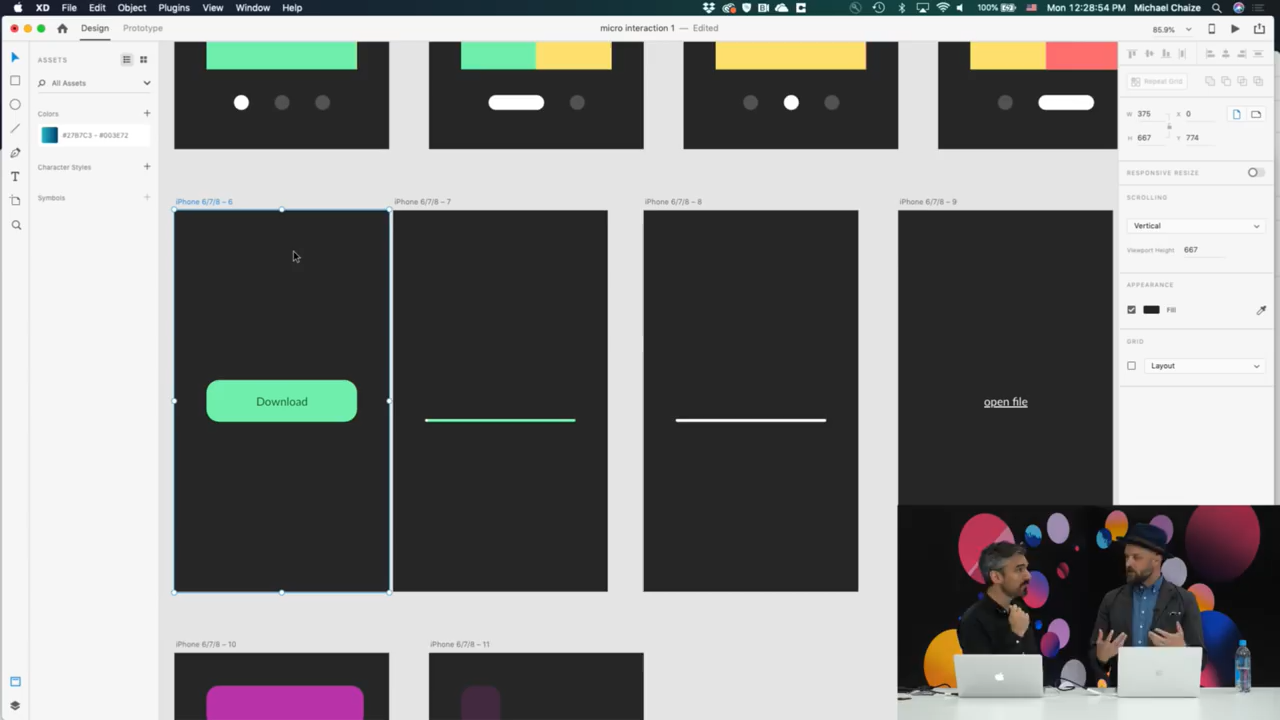 XD File Edit Object Plugins View Window Help
100% Mon 12:28:54 PM Michael Chaize
Design Prototype
micro interaction 1 — Edited
85.9%
ASSETS
All Assets
Colors
#27B7C3 – #003E72
Character Styles
Symbols
Repeat Grid
W 375 X 0
H 667 Y 774
RESPONSIVE RESIZE
SCROLLING
Vertical
Viewport Height 667
APPEARANCE
Fill
GRID
Layout
iPhone 6/7/8 – 6
iPhone 6/7/8 – 7
iPhone 6/7/8 – 8
iPhone 6/7/8 – 9
Download
open file
iPhone 6/7/8 – 10
iPhone 6/7/8 – 11